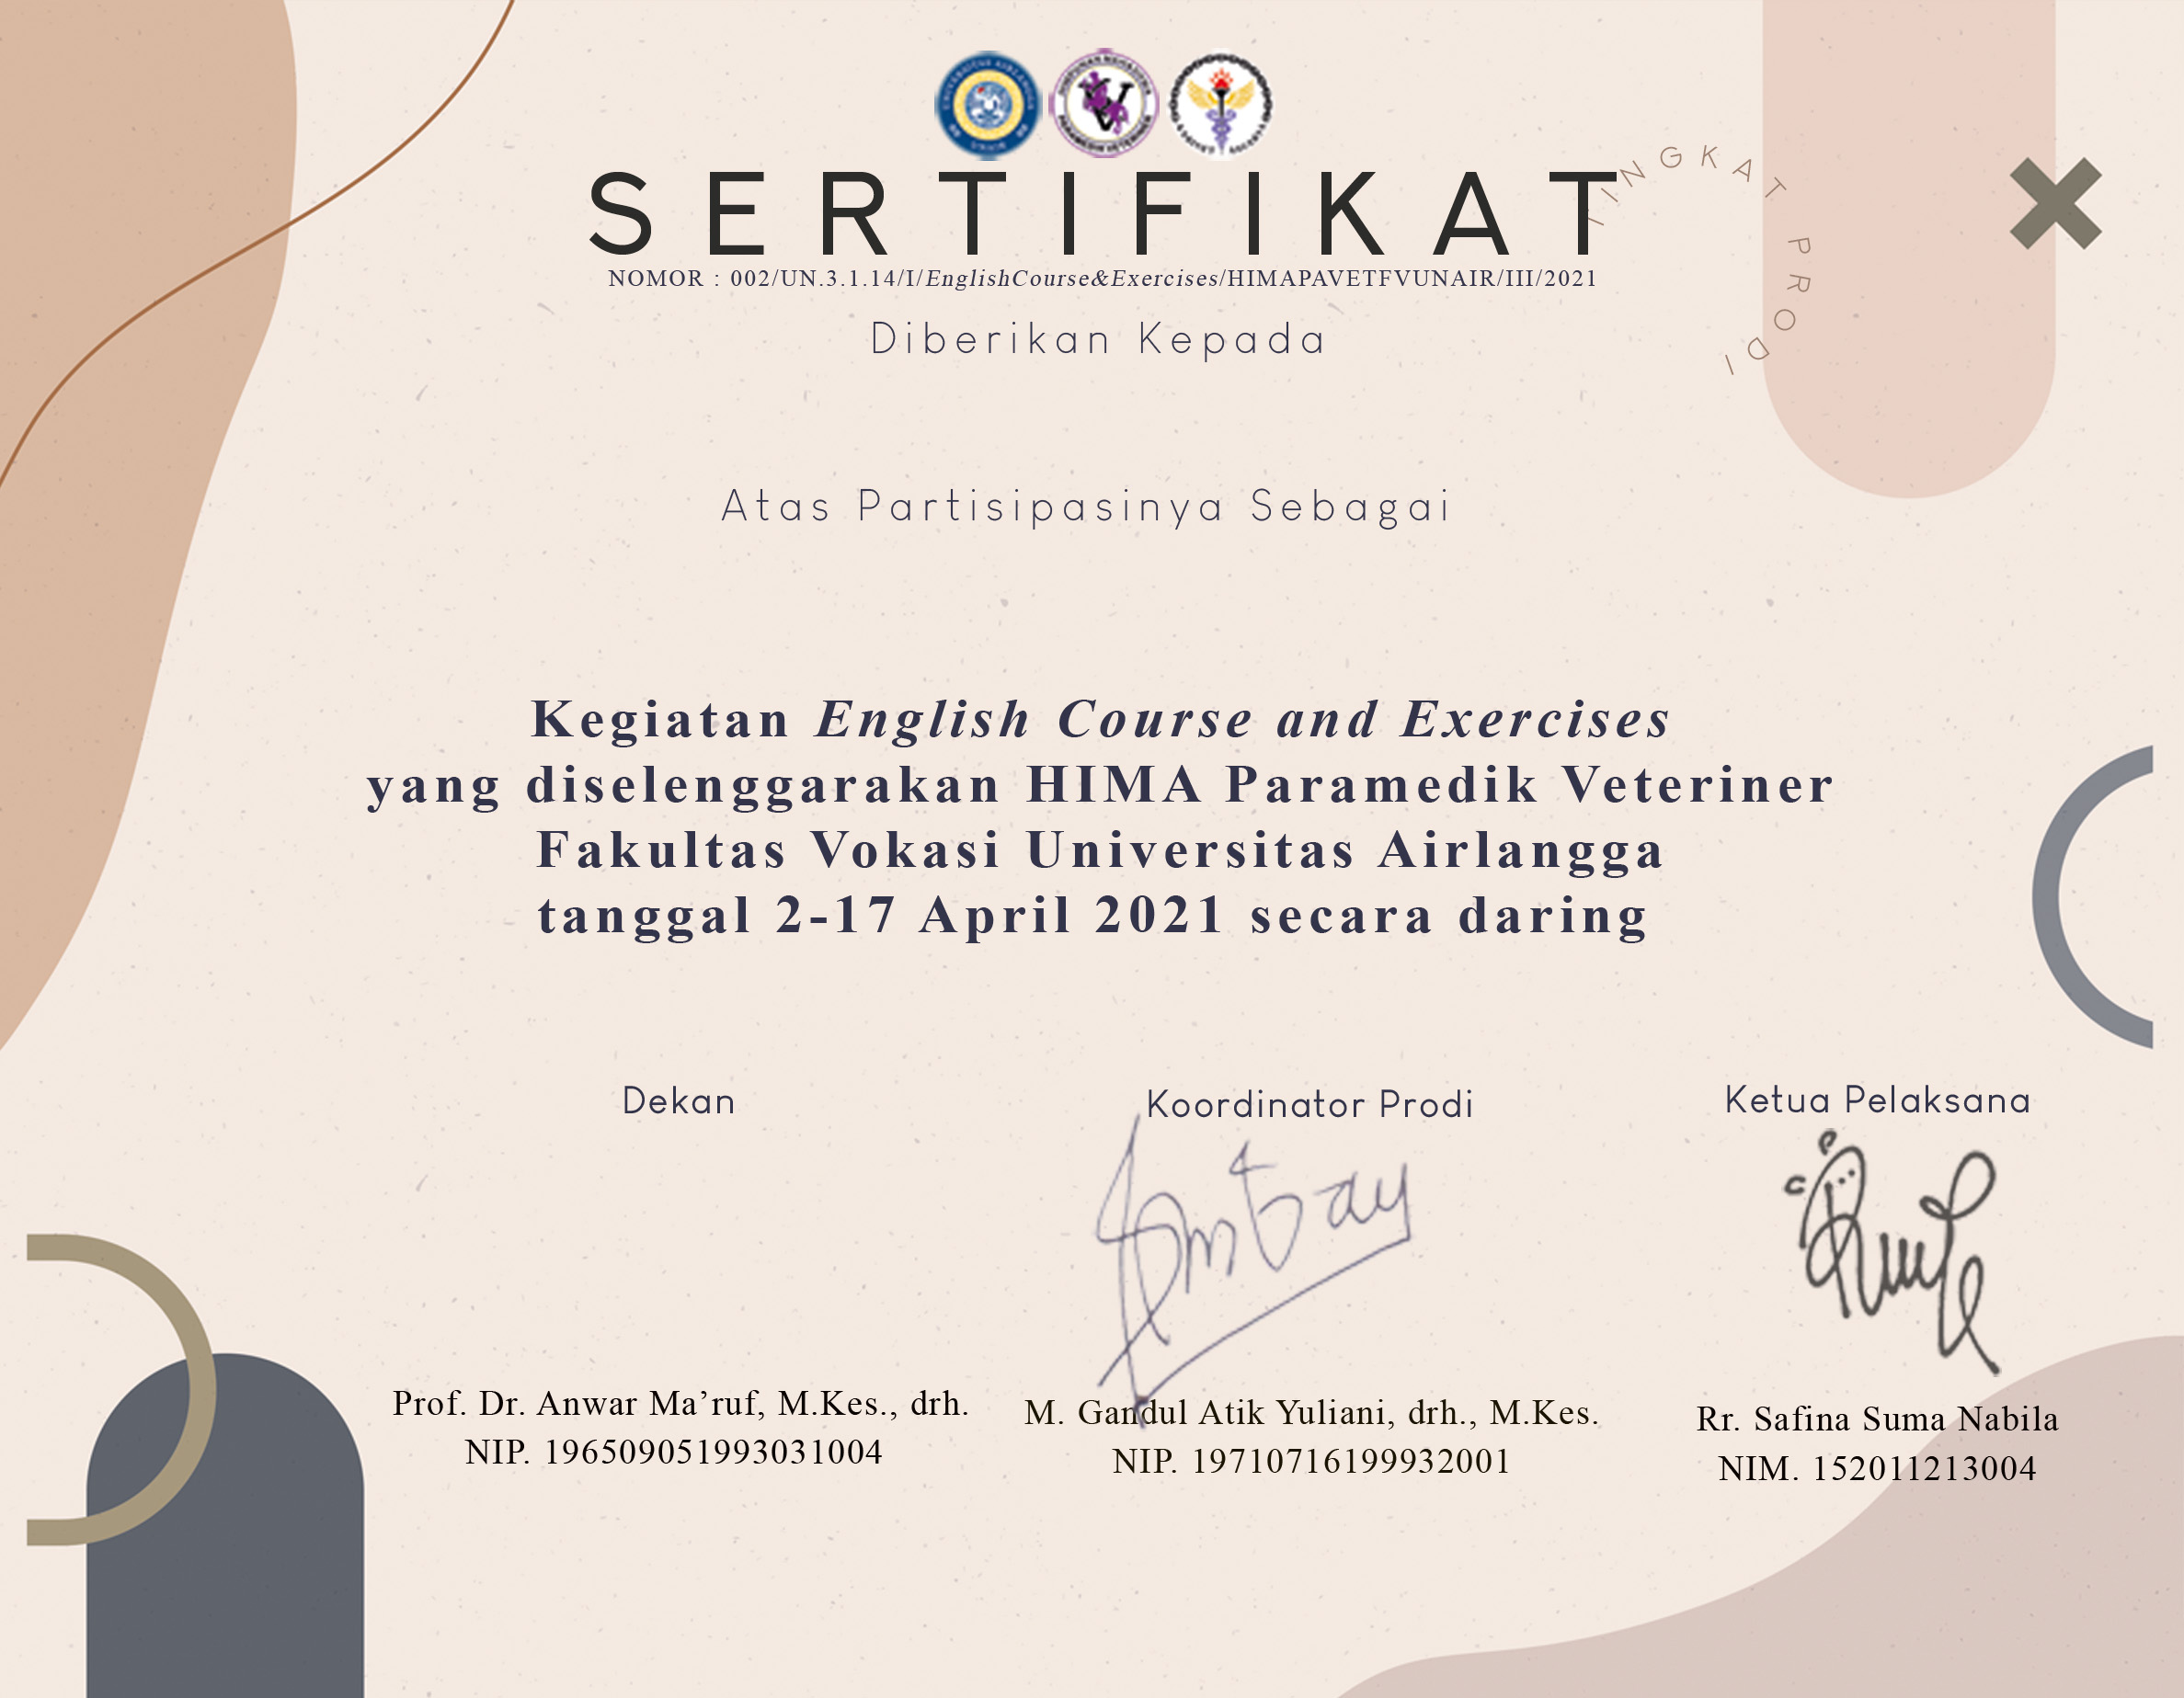 SERTIFIKAT
TINGKAT PRODI
NOMOR : 002/UN.3.1.14/I/EnglishCourse&Exercises/HIMAPAVETFVUNAIR/III/2021
Diberikan Kepada
Atas Partisipasinya Sebagai
Kegiatan English Course and Exercises
yang diselenggarakan HIMA Paramedik Veteriner
Fakultas Vokasi Universitas Airlangga
tanggal 2-17 April 2021 secara daring
Dekan
Koordinator Prodi
Ketua Pelaksana
Prof. Dr. Anwar Ma’ruf, M.Kes., drh.
NIP. 196509051993031004
M. Gandul Atik Yuliani, drh., M.Kes.
NIP. 19710716199932001
Rr. Safina Suma Nabila
NIM. 152011213004